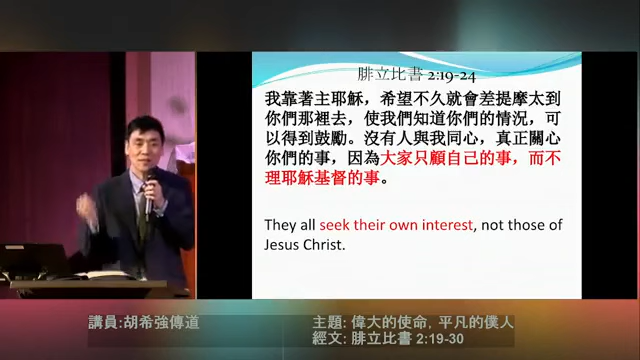 腓立比書 2:19-24
我靠著主耶穌，希望不久就會差提摩太到
你們那裡去，使我們知道你們的情況，可
以得到鼓勵。沒有人與我同心，真正關心
你們的事，因為大家只顧自己的事，而不
理耶穌基督的事。
They all seek their own interest, not those of
Jesus Christ.
講員:胡希強傳道
主題: 偉大的使命, 平凡的僕人
經文: 腓立比書 2:19-30